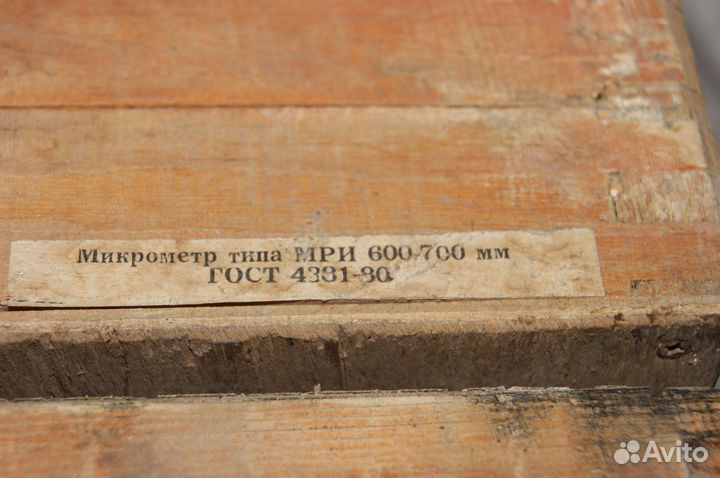 Микрометр типа МРИ 600-700 мм
ГОСТ 4381-80
Avito